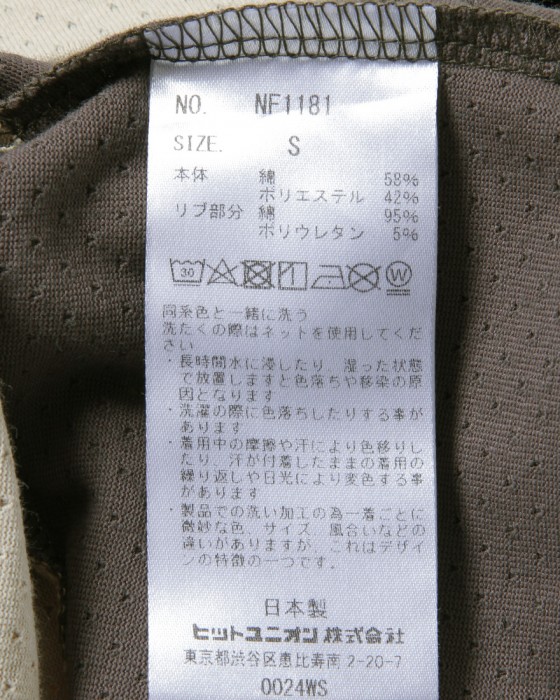 NO. NF1181
SIZE. S
本体 綿 58%
ポリエステル 42%
リブ部分 綿 95%
ポリウレタン 5%
30 W
同系色と一緒に洗う
洗たくの際はネットを使用してくだ
さい
・長時間水に浸したり、湿った状態
で放置しますと色落ちや移染の原
因となります
・洗濯の際に色落ちしたりする事が
あります
・着用中の摩擦や汗により色移りし
たり、汗が付着したままの着用の
繰り返しや日光により変色する事
があります
・製品での洗い加工の為一着ごとに
微妙な色、サイズ、風合いなどの
違いがありますが、これはデザイ
ンの特徴の一つです。
日本製
ヒットユニオン株式会社
東京都渋谷区恵比寿南 2-20-7
0024WS